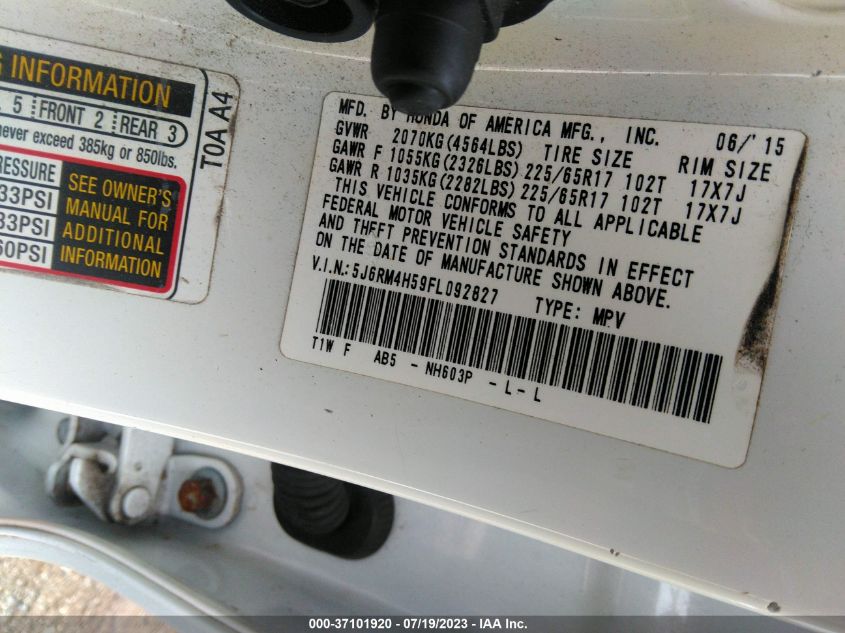 G INFORMATION
5 FRONT 2 REAR 3
never exceed 385kg or 850lbs.
PRESSURE
33PSI
33PSI
60PSI
SEE OWNER'S
MANUAL FOR
ADDITIONAL
INFORMATION
T0A A4
MFD. BY HONDA OF AMERICA MFG., INC. 06/'15
GVWR 2070KG(4564LBS) TIRE SIZE RIM SIZE
GAWR F 1055KG(2326LBS) 225/65R17 102T 17X7J
GAWR R 1035KG(2282LBS) 225/65R17 102T 17X7J
THIS VEHICLE CONFORMS TO ALL APPLICABLE
FEDERAL MOTOR VEHICLE SAFETY
AND THEFT PREVENTION STANDARDS IN EFFECT
ON THE DATE OF MANUFACTURE SHOWN ABOVE.
V.I.N.:5J6RM4H59FL092827 TYPE: MPV
T1W F AB5 - NH603P - L - L
000-37101920 - 07/19/2023 - IAA Inc.